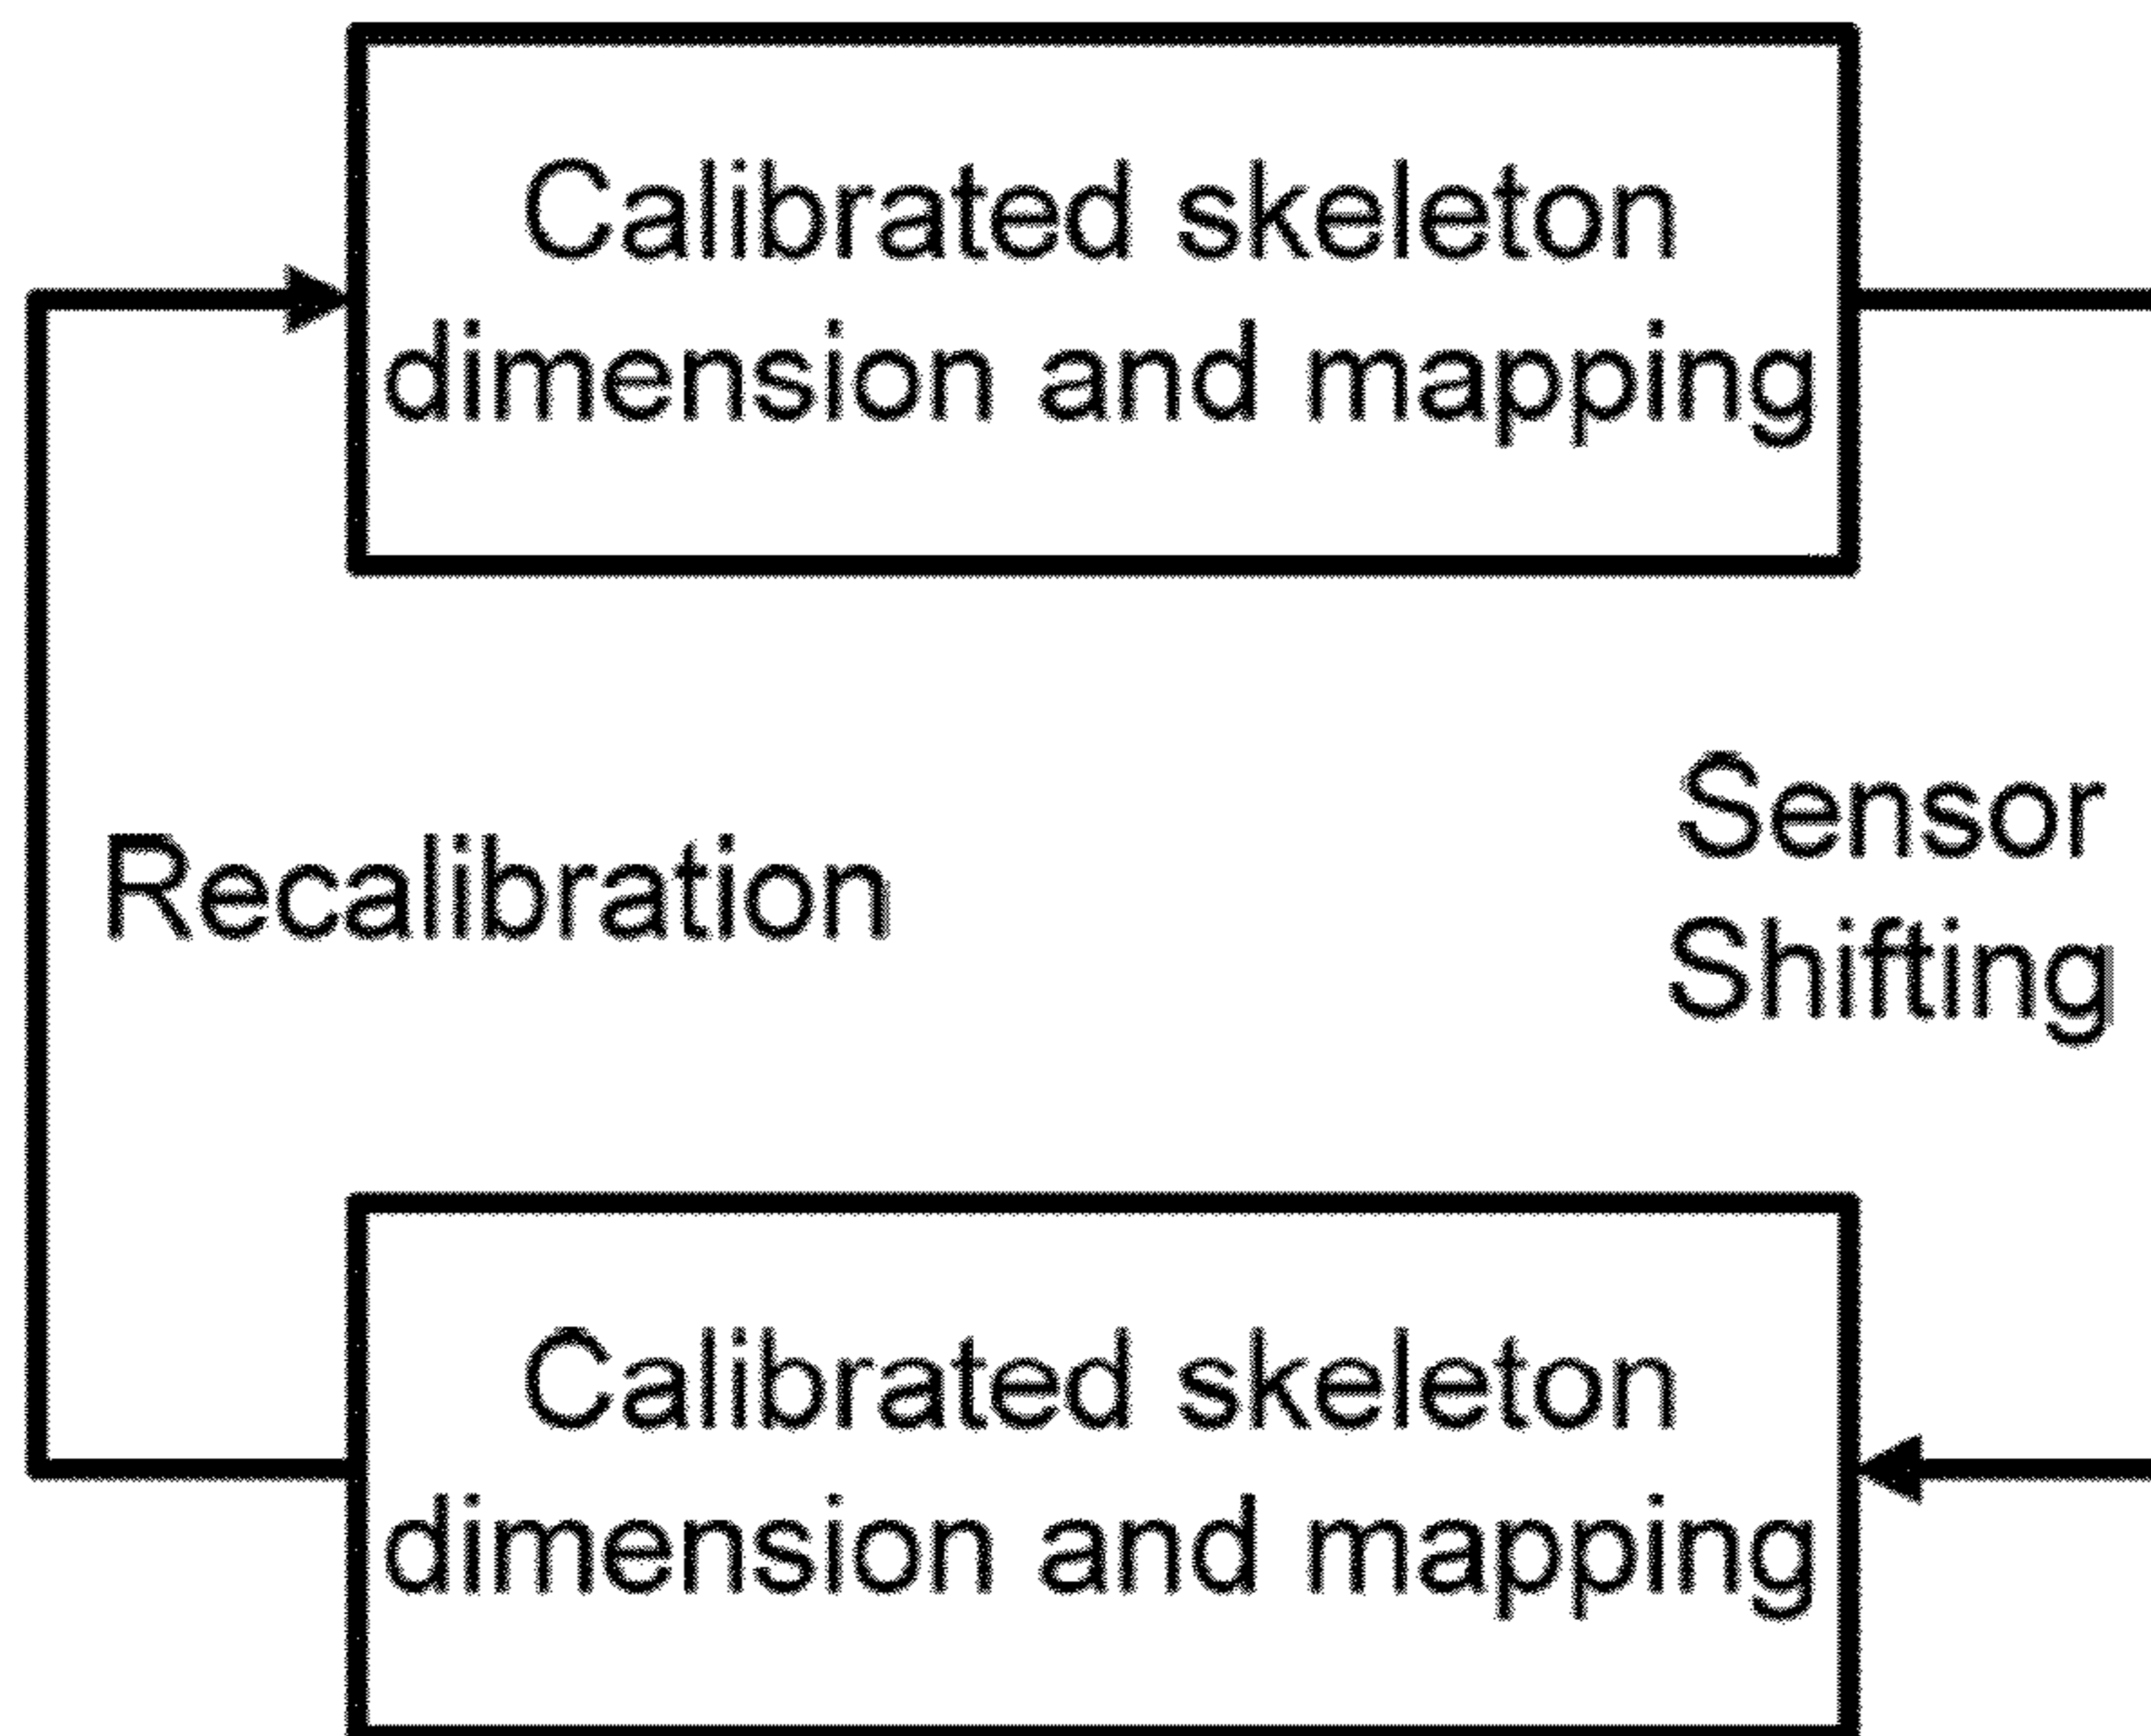 Calibrated skeleton
dimension and mapping
Recalibration
Sensor
Shifting
Calibrated skeleton
dimension and mapping